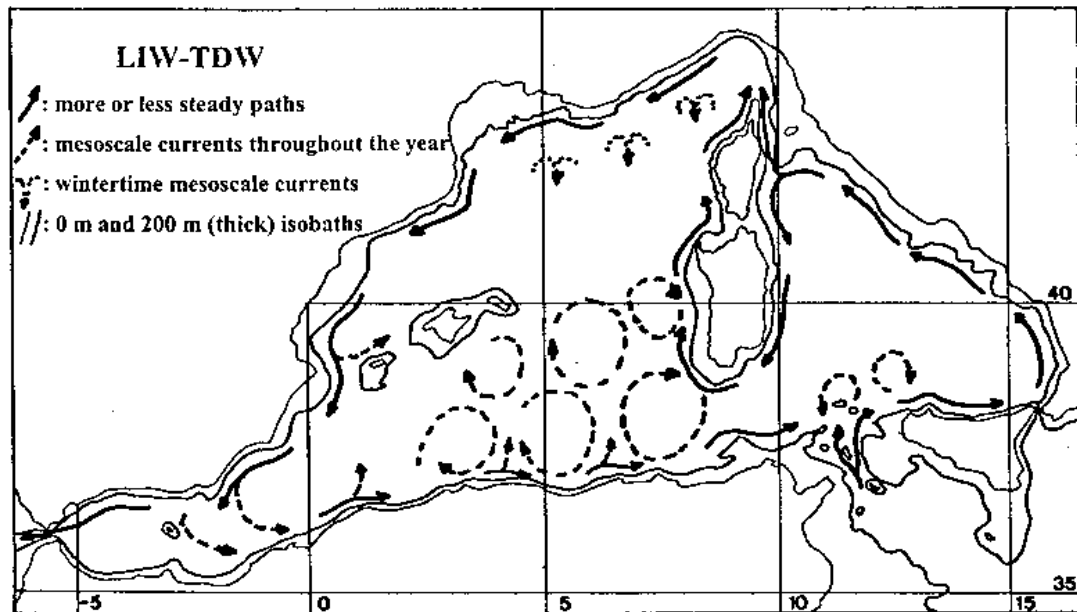 LIW-TDW
: more or less steady paths
: mesoscale currents throughout the year
: wintertime mesoscale currents
: 0 m and 200 m (thick) isobaths
40
35
-5 0 5 10 15